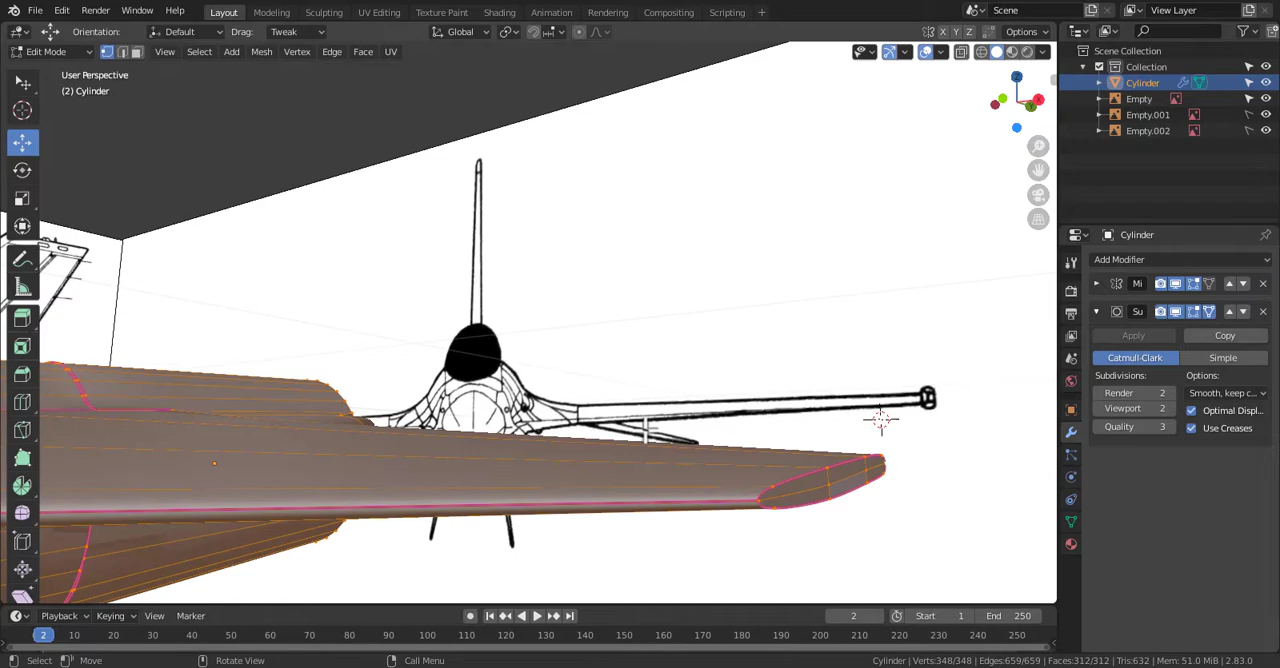 File Edit Render Window Help Layout Modeling Sculpting UV Editing Texture Paint Shading Animation Rendering Compositing Scripting + Scene View Layer
Orientation: Default Drag: Tweak Global X Y Z Options
Edit Mode View Select Add Mesh Vertex Edge Face UV
User Perspective
(2) Cylinder
Z
X
Y
Scene Collection
Collection
Cylinder
Empty
Empty.001
Empty.002
Cylinder
Add Modifier
Mi
Su
Apply Copy
Catmull-Clark Simple
Subdivisions: Options:
Render 2 Smooth, keep c...
Viewport 2 Optimal Displ...
Quality 3 Use Creases
Playback Keying View Marker 2 Start 1 End 250
2 10 20 30 40 50 60 70 80 90 100 110 120 130 140 150 160 170 180 190 200 210 220 230 240 250
Select Move Rotate View Call Menu Cylinder | Verts:348/348 | Edges:659/659 | Faces:312/312 | Tris:632 | Mem: 51.0 MiB | 2.83.0